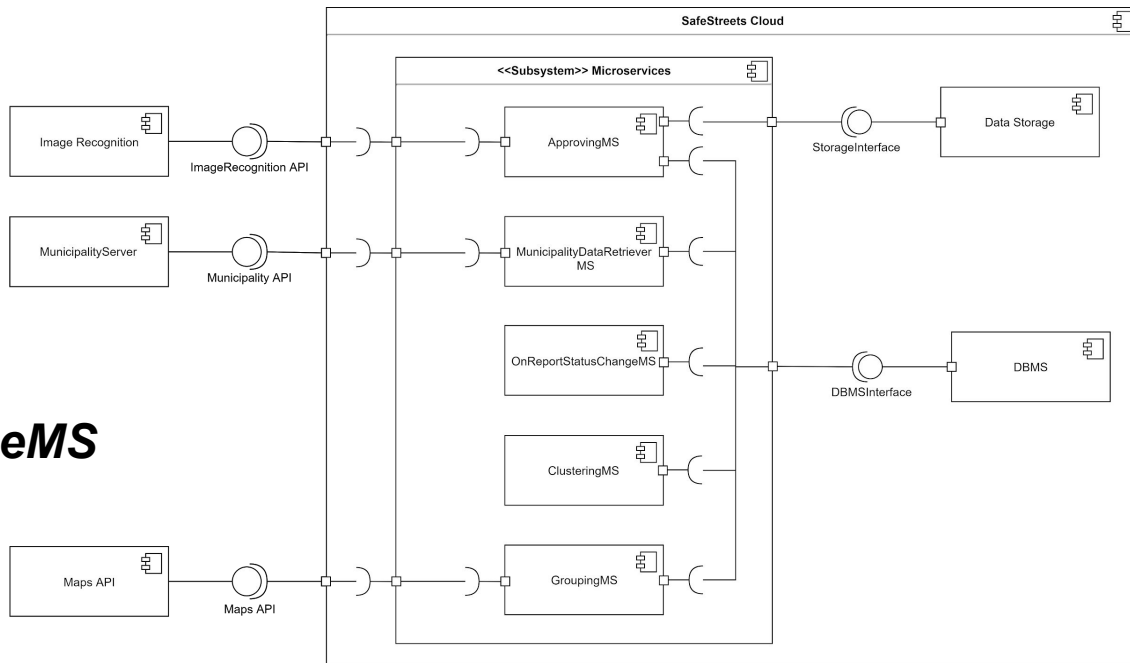 SafeStreets Cloud
<<Subsystem>> Microservices
Image Recognition
ImageRecognition API
ApprovingMS
StorageInterface
Data Storage
MunicipalityServer
Municipality API
MunicipalityDataRetriever
MS
OnReportStatusChangeMS
DBMSInterface
DBMS
eMS
ClusteringMS
Maps API
Maps API
GroupingMS